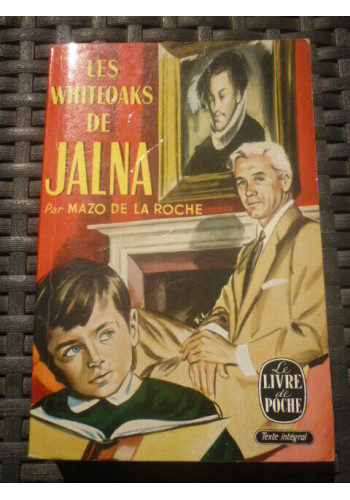 LES
WHITEOAKS
DE
JALNA
Par MAZO DE LA ROCHE
Le
LIVRE
de
POCHE
Texte intégral